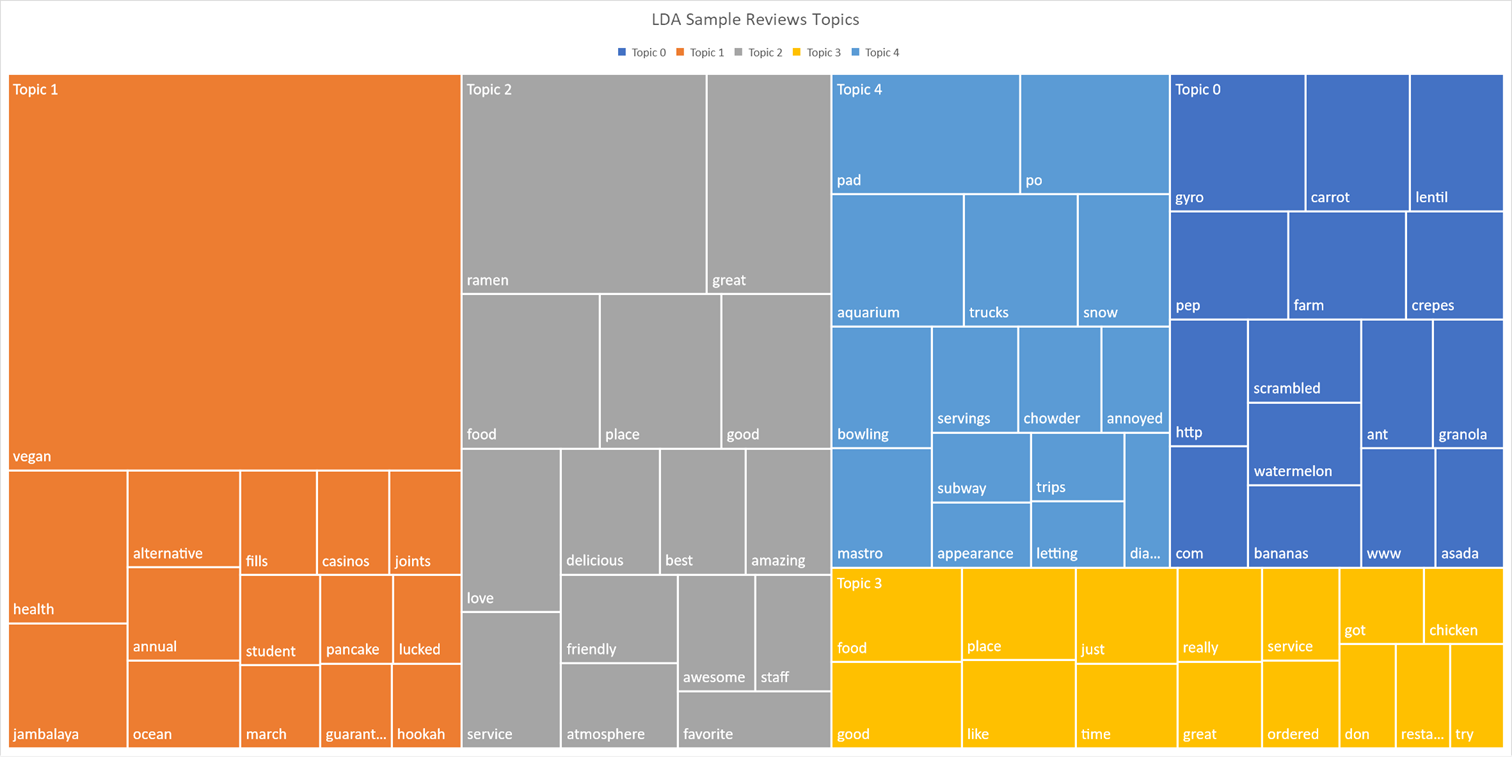 LDA Sample Reviews Topics
Topic 0 Topic 1 Topic 2 Topic 3 Topic 4
Topic 1
vegan
health
jambalaya
alternative
annual
ocean
fills
casinos
joints
student
pancake
lucked
march
guarant...
hookah
Topic 2
ramen
great
food
place
good
love
service
delicious
best
amazing
friendly
atmosphere
awesome
staff
favorite
Topic 4
pad
po
aquarium
trucks
snow
bowling
mastro
servings
chowder
annoyed
subway
trips
appearance
letting
dia...
Topic 0
gyro
carrot
lentil
pep
farm
crepes
http
com
scrambled
watermelon
bananas
ant
granola
www
asada
Topic 3
food
good
place
like
just
time
really
great
service
ordered
got
chicken
don
resta...
try